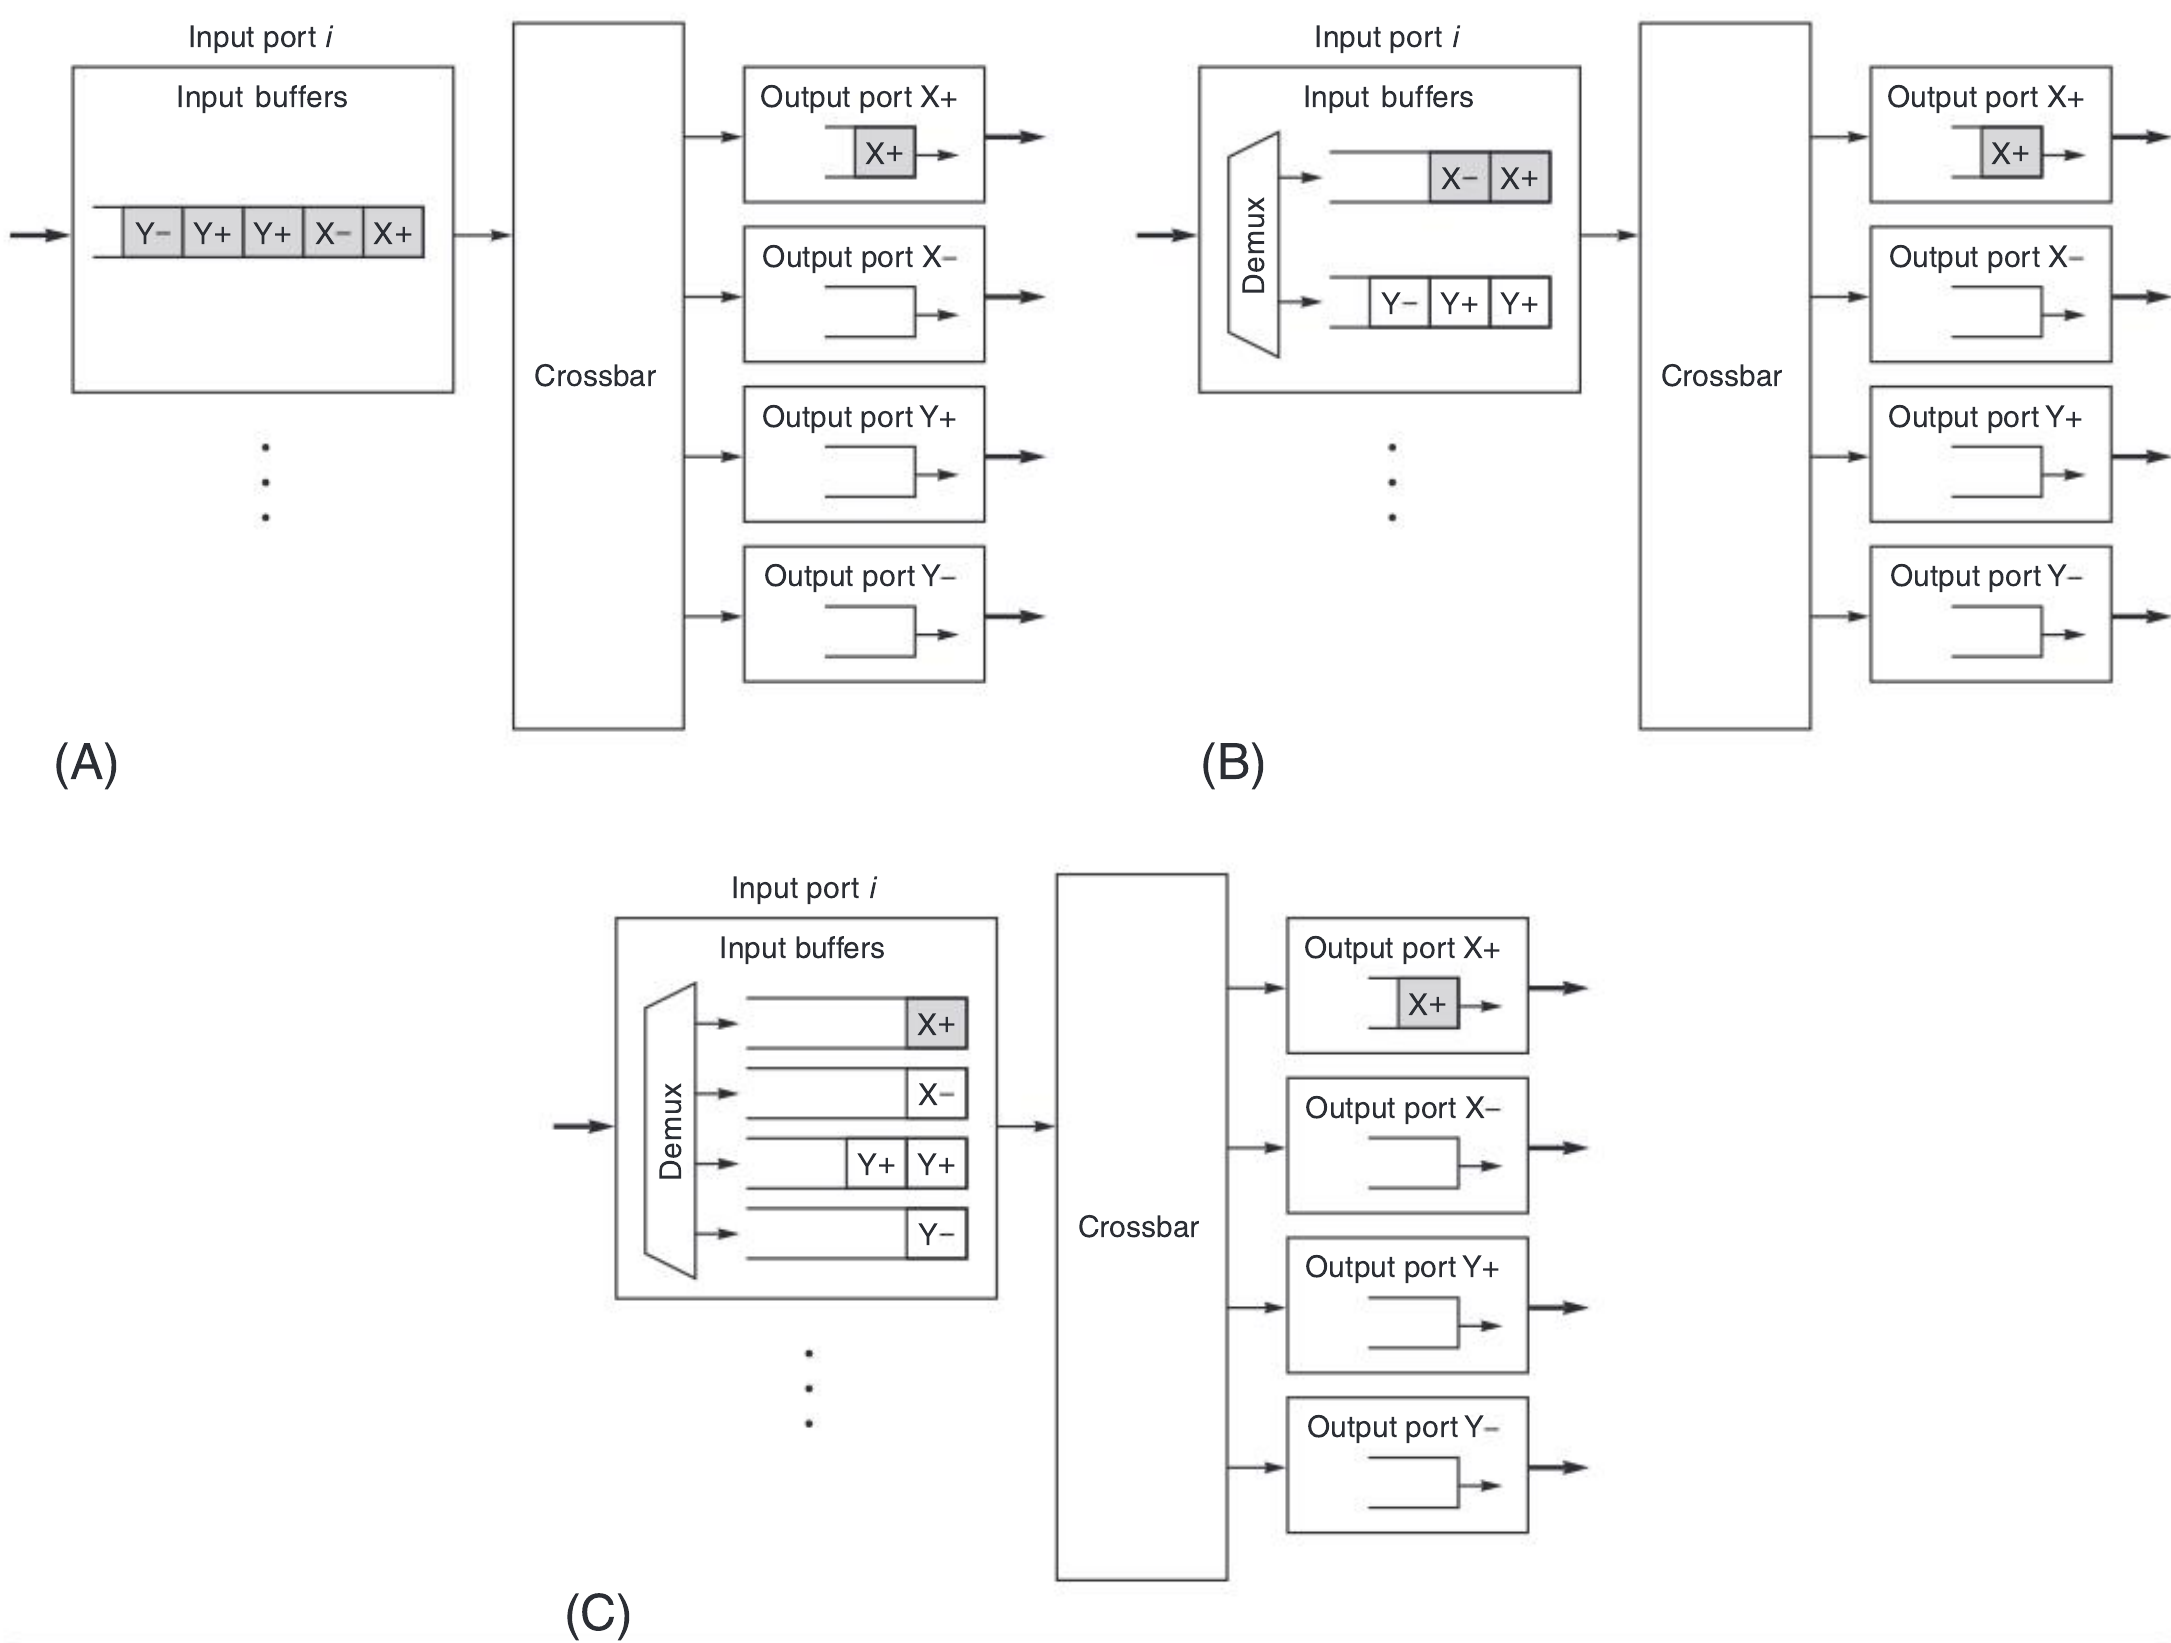 Input port i
Input buffers
Y− Y+ Y+ X− X+
Crossbar
Output port X+
X+
Output port X−
Output port Y+
Output port Y−
(A)
Input port i
Input buffers
Demux
X− X+
Y− Y+ Y+
Crossbar
Output port X+
X+
Output port X−
Output port Y+
Output port Y−
(B)
Input port i
Input buffers
Demux
X+
X−
Y+ Y+
Y−
Crossbar
Output port X+
X+
Output port X−
Output port Y+
Output port Y−
(C)